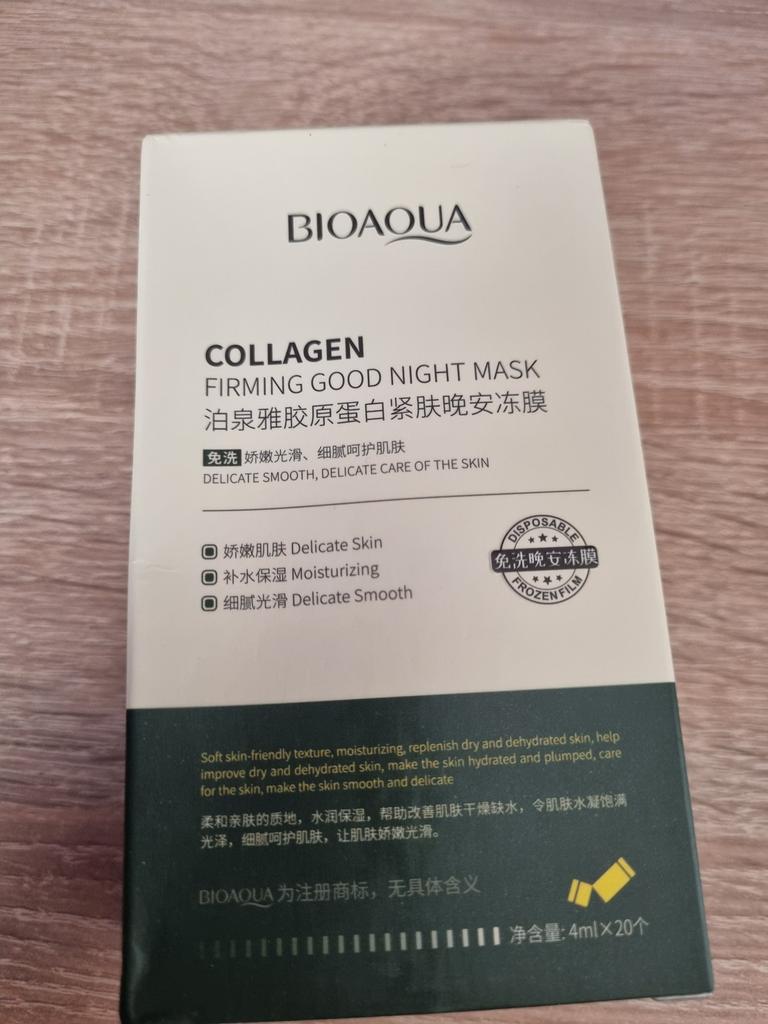 BIOAQUA
COLLAGEN
FIRMING GOOD NIGHT MASK
泊泉雅胶原蛋白紧肤晚安冻膜
免洗 娇嫩光滑、细腻呵护肌肤
DELICATE SMOOTH, DELICATE CARE OF THE SKIN
娇嫩肌肤 Delicate Skin
补水保湿 Moisturizing
细腻光滑 Delicate Smooth
DISPOSABLE
免洗晚安冻膜
FROZEN FILM
Soft skin-friendly texture, moisturizing, replenish dry and dehydrated skin, help
improve dry and dehydrated skin, make the skin hydrated and plumped, care
for the skin, make the skin smooth and delicate
柔和亲肤的质地，水润保湿，帮助改善肌肤干燥缺水，令肌肤水凝饱满
光泽，细腻呵护肌肤，让肌肤娇嫩光滑。
BIOAQUA 为注册商标，无具体含义
净含量: 4ml×20个